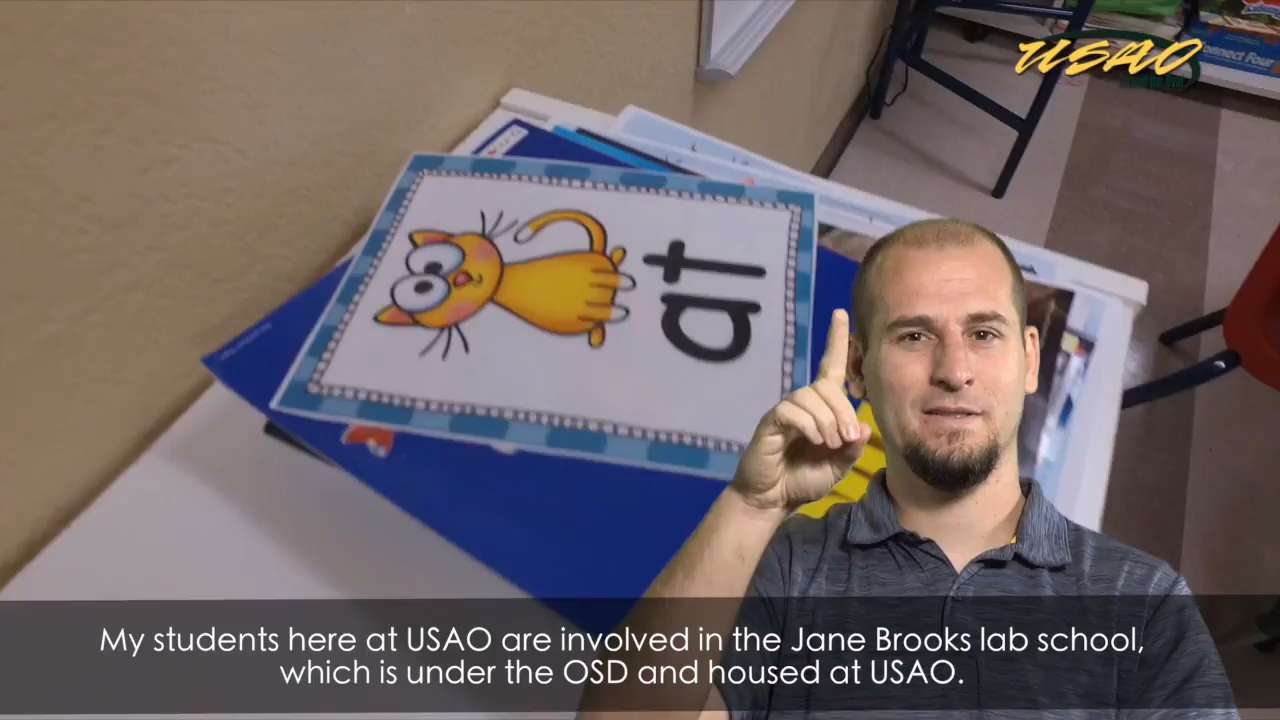 USAO
Connect Four
at
My students here at USAO are involved in the Jane Brooks lab school,
which is under the OSD and housed at USAO.